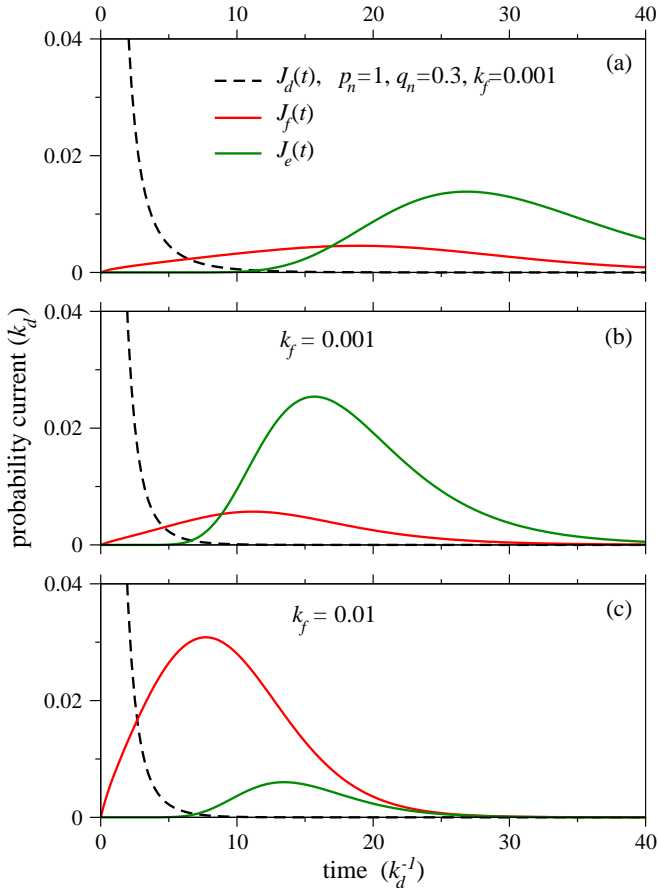 0 10 20 30 40
0.04
(a)
J_d(t), p_n=1, q_n=0.3, k_f=0.001
J_f(t)
J_e(t)
0.02
0
0.04
(b)
k_f = 0.001
0.02
0
probability current (k_d)
0.04
(c)
k_f = 0.01
0.02
0
0 10 20 30 40
time (k_d^-1)